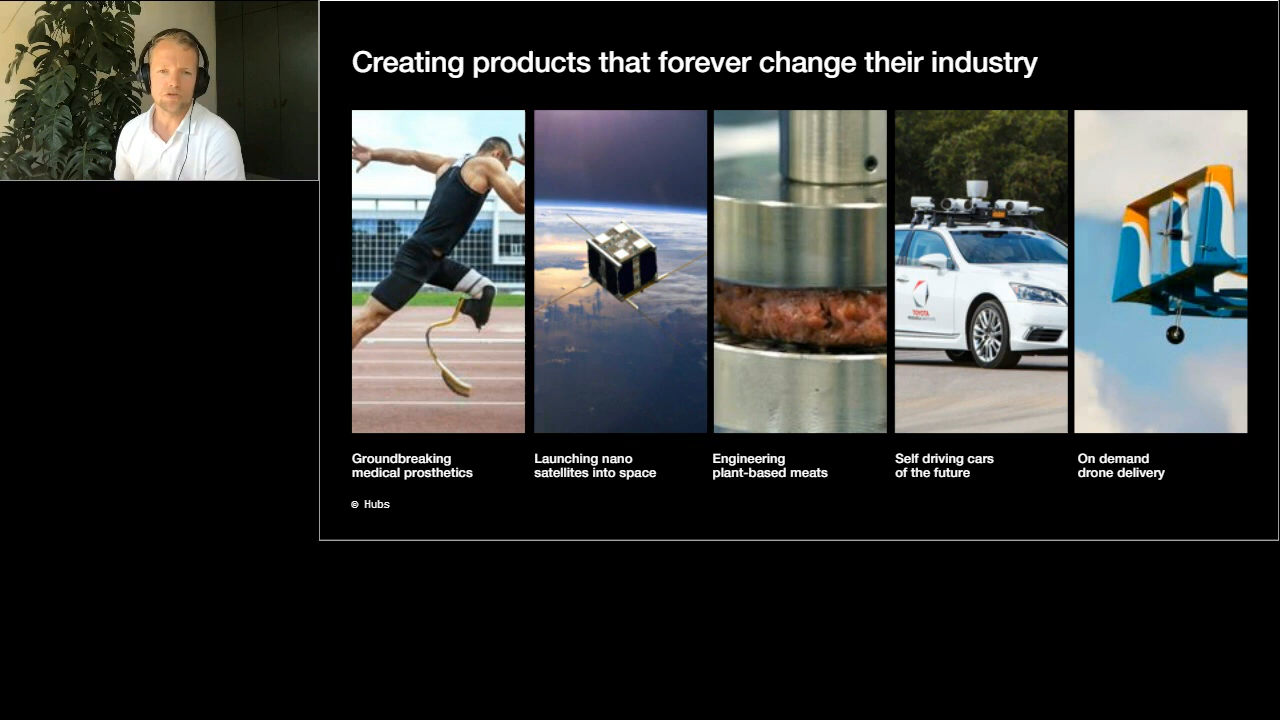 Creating products that forever change their industry
TOYOTA
Groundbreaking
medical prosthetics
Launching nano
satellites into space
Engineering
plant-based meats
Self driving cars
of the future
On demand
drone delivery
© Hubs